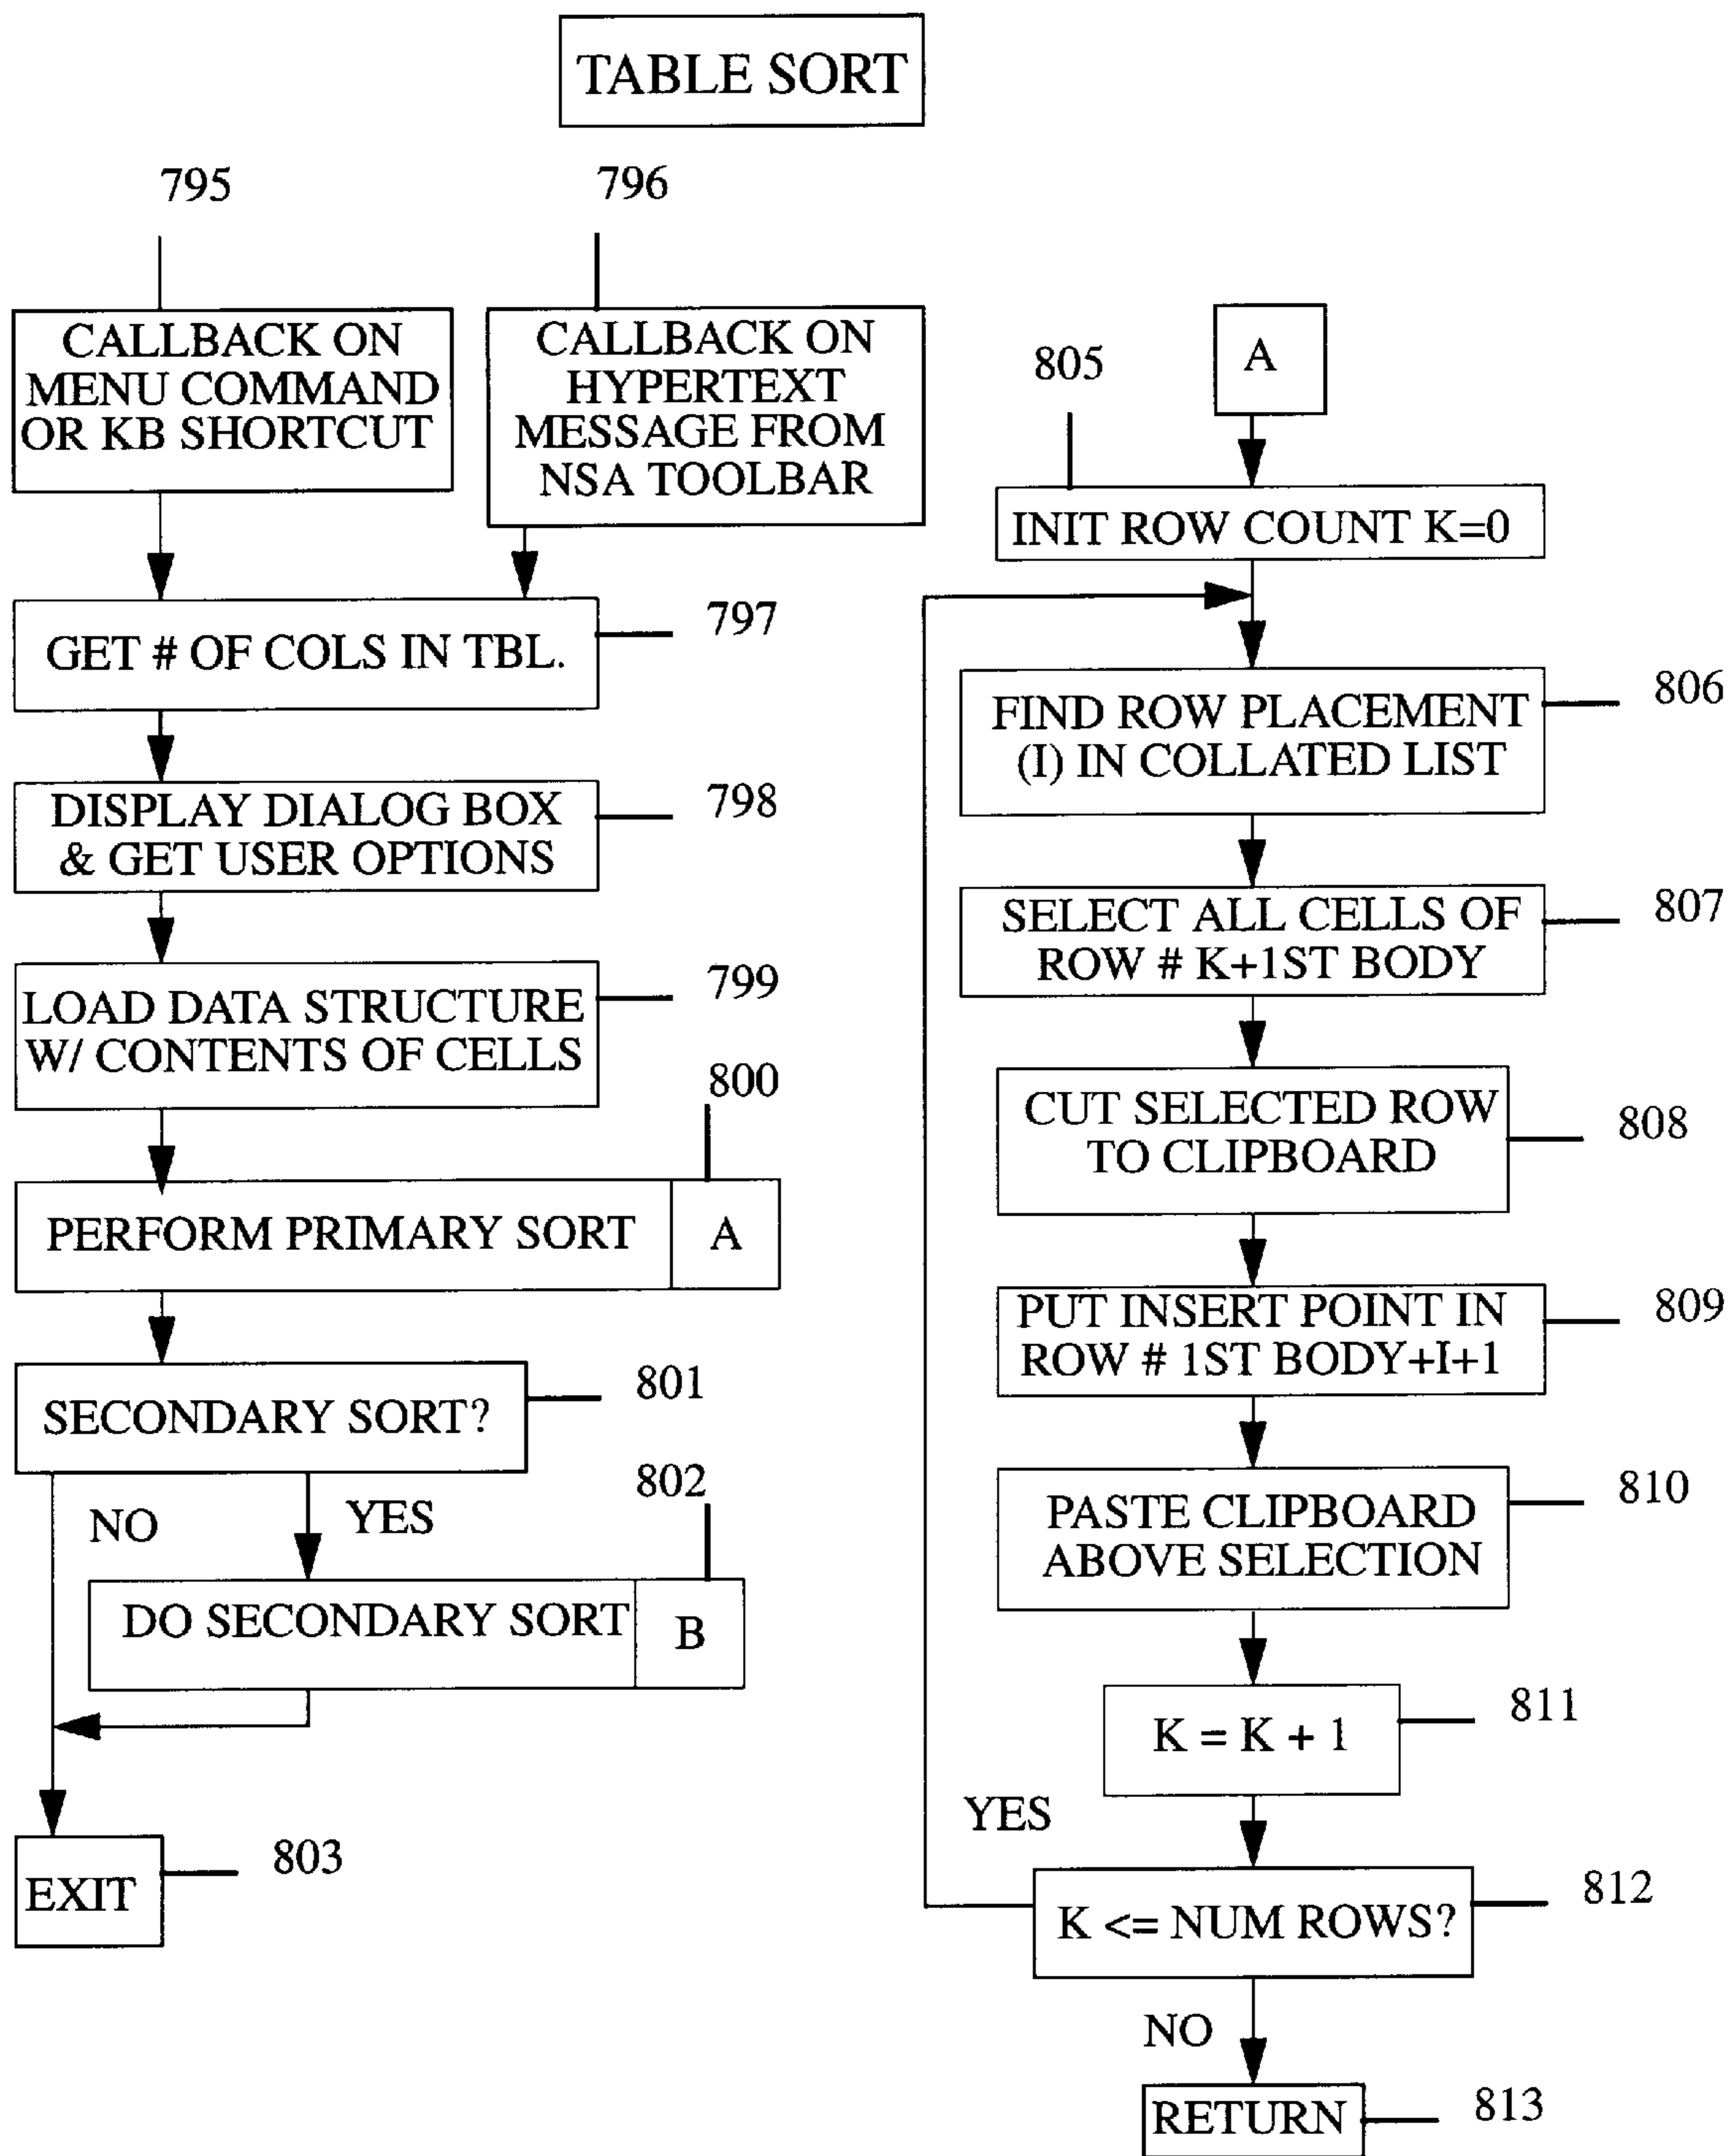 TABLE SORT
795
796
CALLBACK ON
MENU COMMAND
OR KB SHORTCUT
CALLBACK ON
HYPERTEXT
MESSAGE FROM
NSA TOOLBAR
GET # OF COLS IN TBL.
797
DISPLAY DIALOG BOX
& GET USER OPTIONS
798
LOAD DATA STRUCTURE
W/ CONTENTS OF CELLS
799
800
PERFORM PRIMARY SORT
A
SECONDARY SORT?
801
NO
YES
802
DO SECONDARY SORT
B
EXIT
803
A
805
INIT ROW COUNT K=0
FIND ROW PLACEMENT
(I) IN COLLATED LIST
806
SELECT ALL CELLS OF
ROW # K+1ST BODY
807
CUT SELECTED ROW
TO CLIPBOARD
808
PUT INSERT POINT IN
ROW # 1ST BODY+I+1
809
PASTE CLIPBOARD
ABOVE SELECTION
810
K = K + 1
811
YES
K <= NUM ROWS?
812
NO
RETURN
813